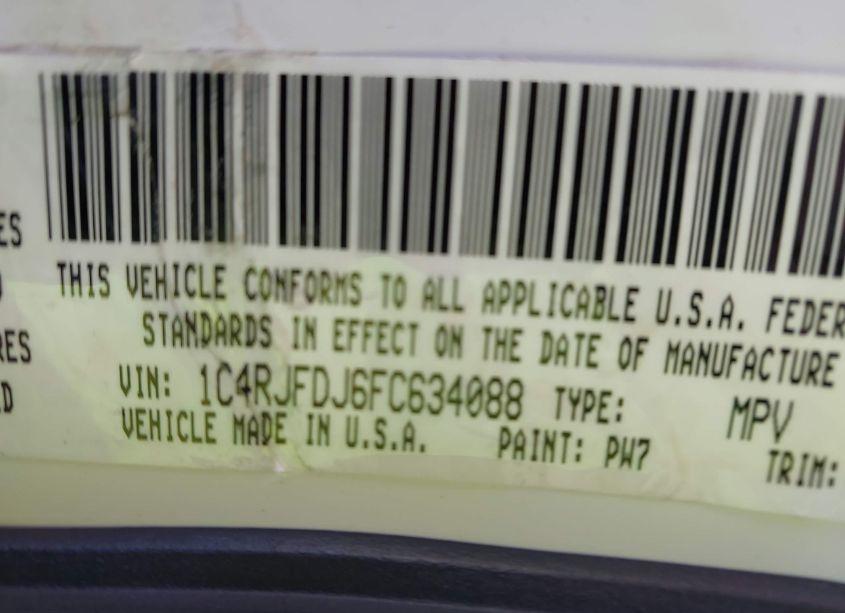 ES
THIS VEHICLE CONFORMS TO ALL APPLICABLE U.S.A. FEDER
STANDARDS IN EFFECT ON THE DATE OF MANUFACTURE
RES
VIN: 1C4RJFDJ6FC634088 TYPE: MPV
D
VEHICLE MADE IN U.S.A. PAINT: PW7 TRIM: